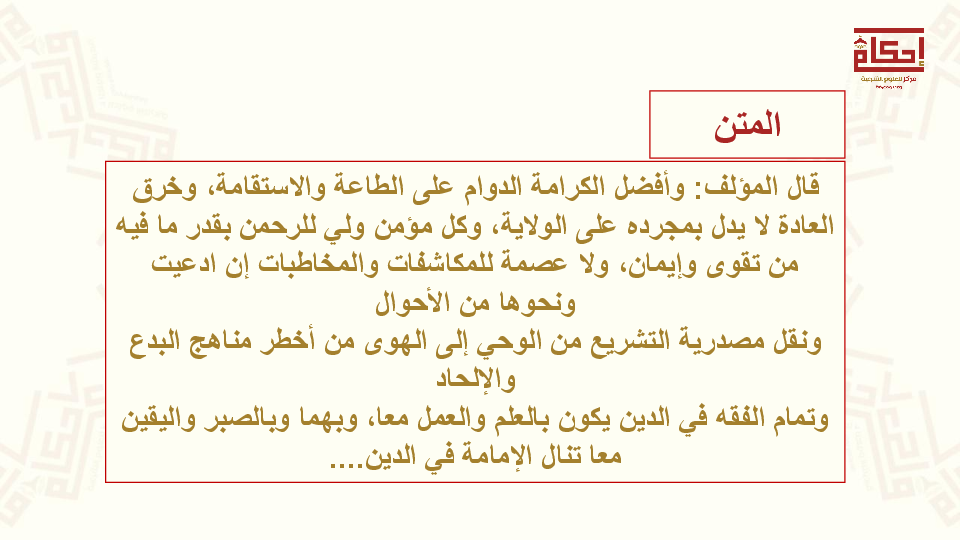 إحكام
مركز للعلوم الشرعية
المتن
قال المؤلف: وأفضل الكرامة الدوام على الطاعة والاستقامة، وخرق
العادة لا يدل بمجرده على الولاية، وكل مؤمن ولي للرحمن بقدر ما فيه
من تقوى وإيمان، ولا عصمة للمكاشفات والمخاطبات إن ادعيت
ونحوها من الأحوال
ونقل مصدرية التشريع من الوحي إلى الهوى من أخطر مناهج البدع
والإلحاد
وتمام الفقه في الدين يكون بالعلم والعمل معا، وبهما وبالصبر واليقين
معا تنال الإمامة في الدين....